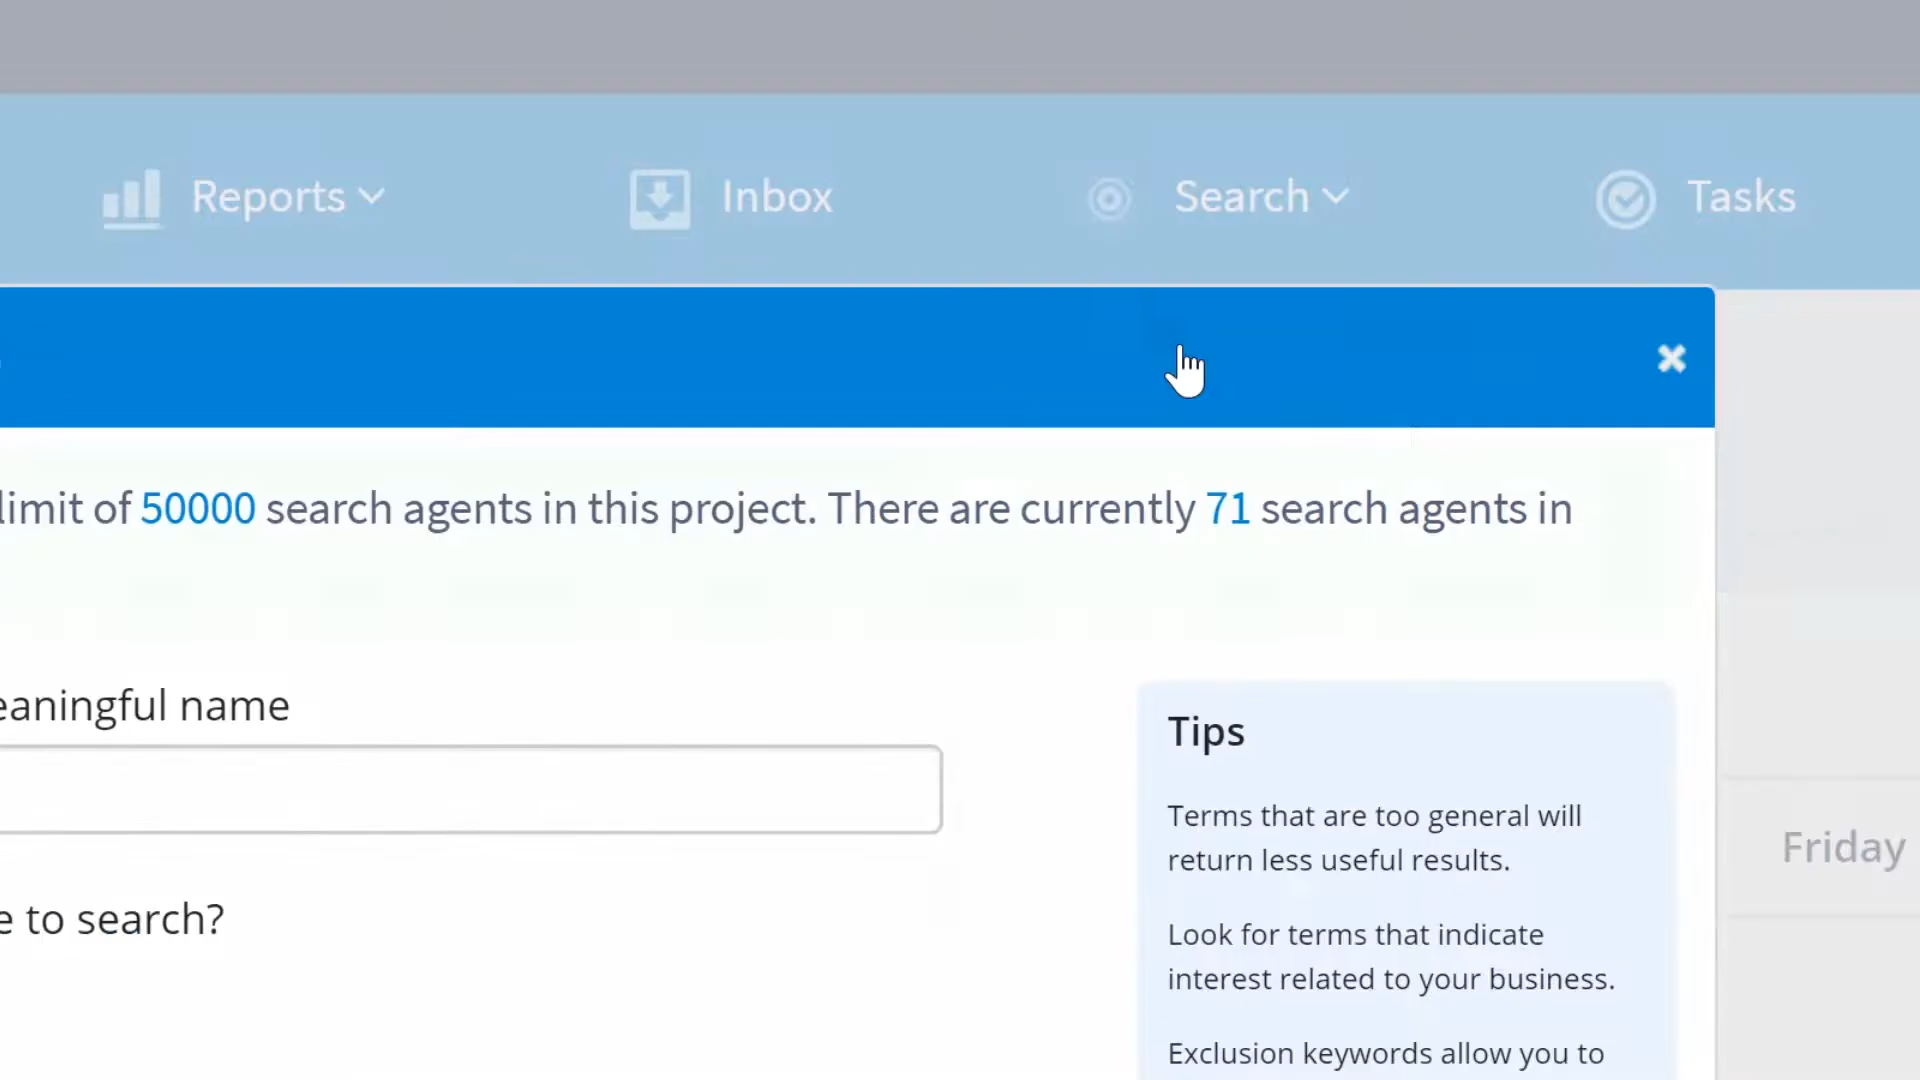 Reports Inbox Search Tasks
limit of 50000 search agents in this project. There are currently 71 search agents in
name
to search?
Tips
Terms that are too general will
return less useful results.
Look for terms that indicate
interest related to your business.
Exclusion keywords allow you to
Friday